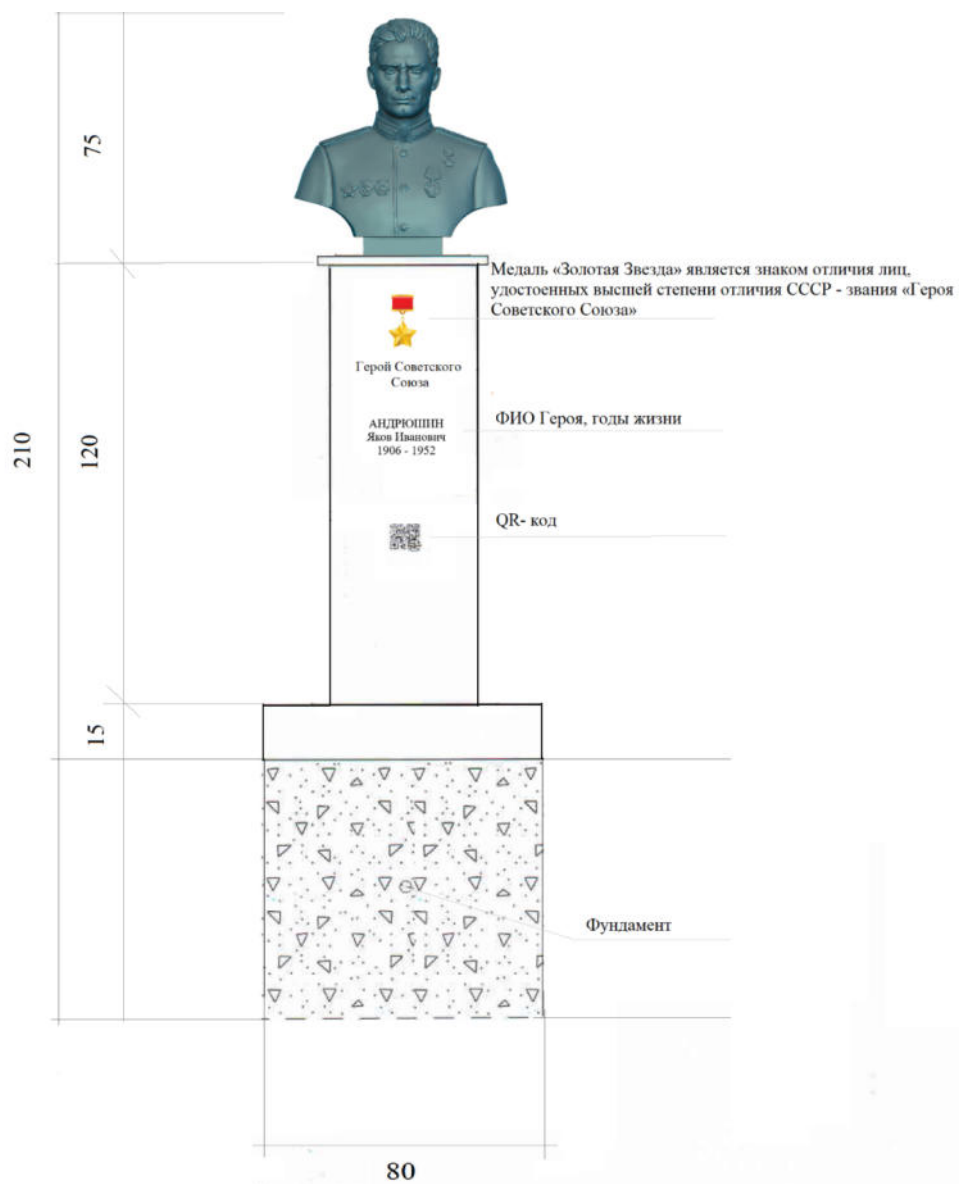 75
Медаль «Золотая Звезда» является знаком отличия лиц,
удостоенных высшей степени отличия СССР - звания «Героя
Советского Союза»
Герой Советского
Союза
АНДРЮШИН
Яков Иванович
1906 - 1952
ФИО Героя, годы жизни
210
120
QR- код
15
Фундамент
80